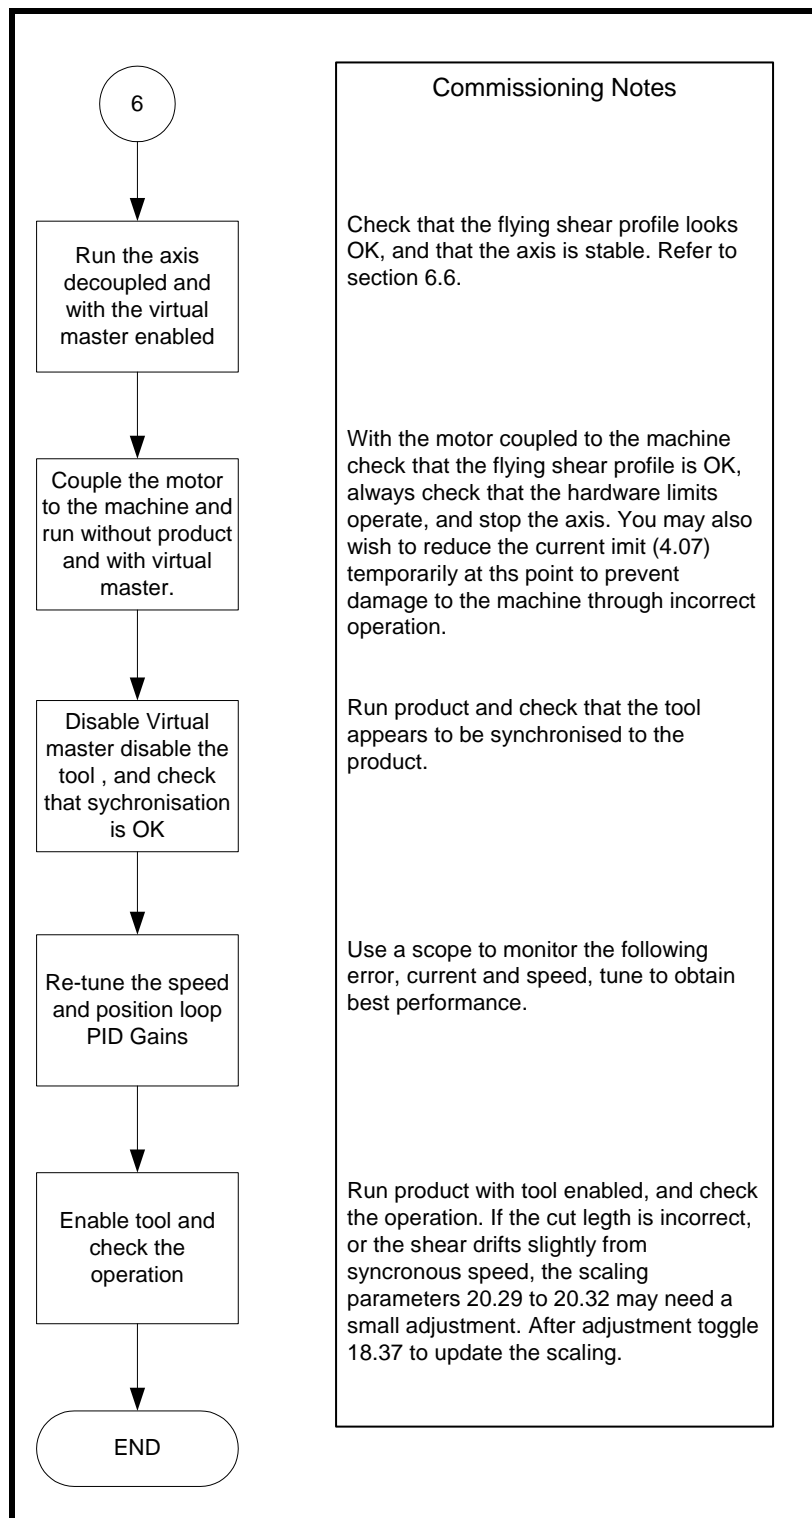 6
Commissioning Notes
Run the axis
decoupled and
with the virtual
master enabled
Check that the flying shear profile looks
OK, and that the axis is stable. Refer to
section 6.6.
Couple the motor
to the machine and
run without product
and with virtual
master.
With the motor coupled to the machine
check that the flying shear profile is OK,
always check that the hardware limits
operate, and stop the axis. You may also
wish to reduce the current imit (4.07)
temporarily at ths point to prevent
damage to the machine through incorrect
operation.
Disable Virtual
master disable the
tool , and check
that sychronisation
is OK
Run product and check that the tool
appears to be synchronised to the
product.
Re-tune the speed
and position loop
PID Gains
Use a scope to monitor the following
error, current and speed, tune to obtain
best performance.
Enable tool and
check the
operation
Run product with tool enabled, and check
the operation. If the cut legth is incorrect,
or the shear drifts slightly from
syncronous speed, the scaling
parameters 20.29 to 20.32 may need a
small adjustment. After adjustment toggle
18.37 to update the scaling.
END